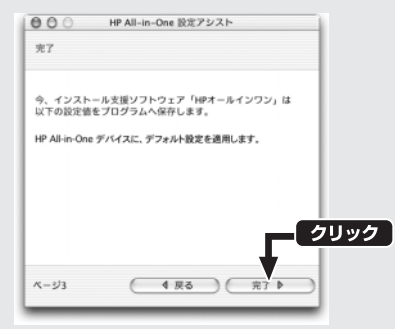 HP All-in-One 設定アシスト
完了
今、インストール支援ソフトウェア「HPオールインワン」は
以下の設定値をプログラムへ保存します。
HP All-in-One デバイスに、デフォルト設定を適用します。
クリック
ページ3
戻る
完了